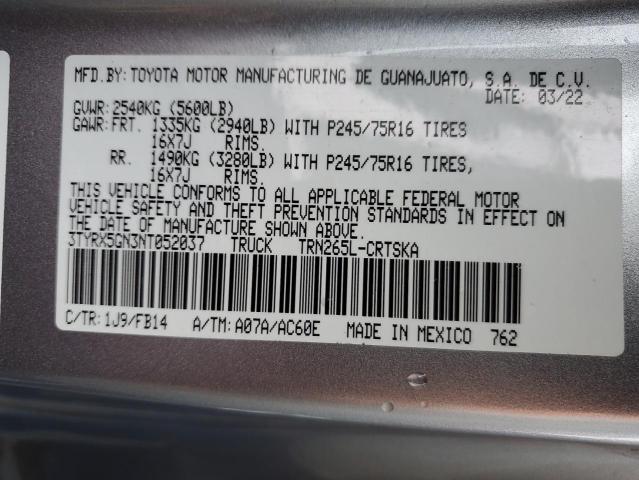 MFD.BY: TOYOTA MOTOR MANUFACTURING DE GUANAJUATO, S.A. DE C.V.
DATE: 03/22
GVWR: 2540KG (5600LB)
GAWR: FRT. 1335KG (2940LB) WITH P245/75R16 TIRES
16X7J RIMS.
RR. 1490KG (3280LB) WITH P245/75R16 TIRES,
16X7J RIMS.
THIS VEHICLE CONFORMS TO ALL APPLICABLE FEDERAL MOTOR
VEHICLE SAFETY AND THEFT PREVENTION STANDARDS IN EFFECT ON
THE DATE OF MANUFACTURE SHOWN ABOVE.
3TYRX5GN3NT052037 TRUCK TRN265L-CRTSKA
C/TR: 1J9/FB14 A/TM: A07A/AC60E MADE IN MEXICO 762